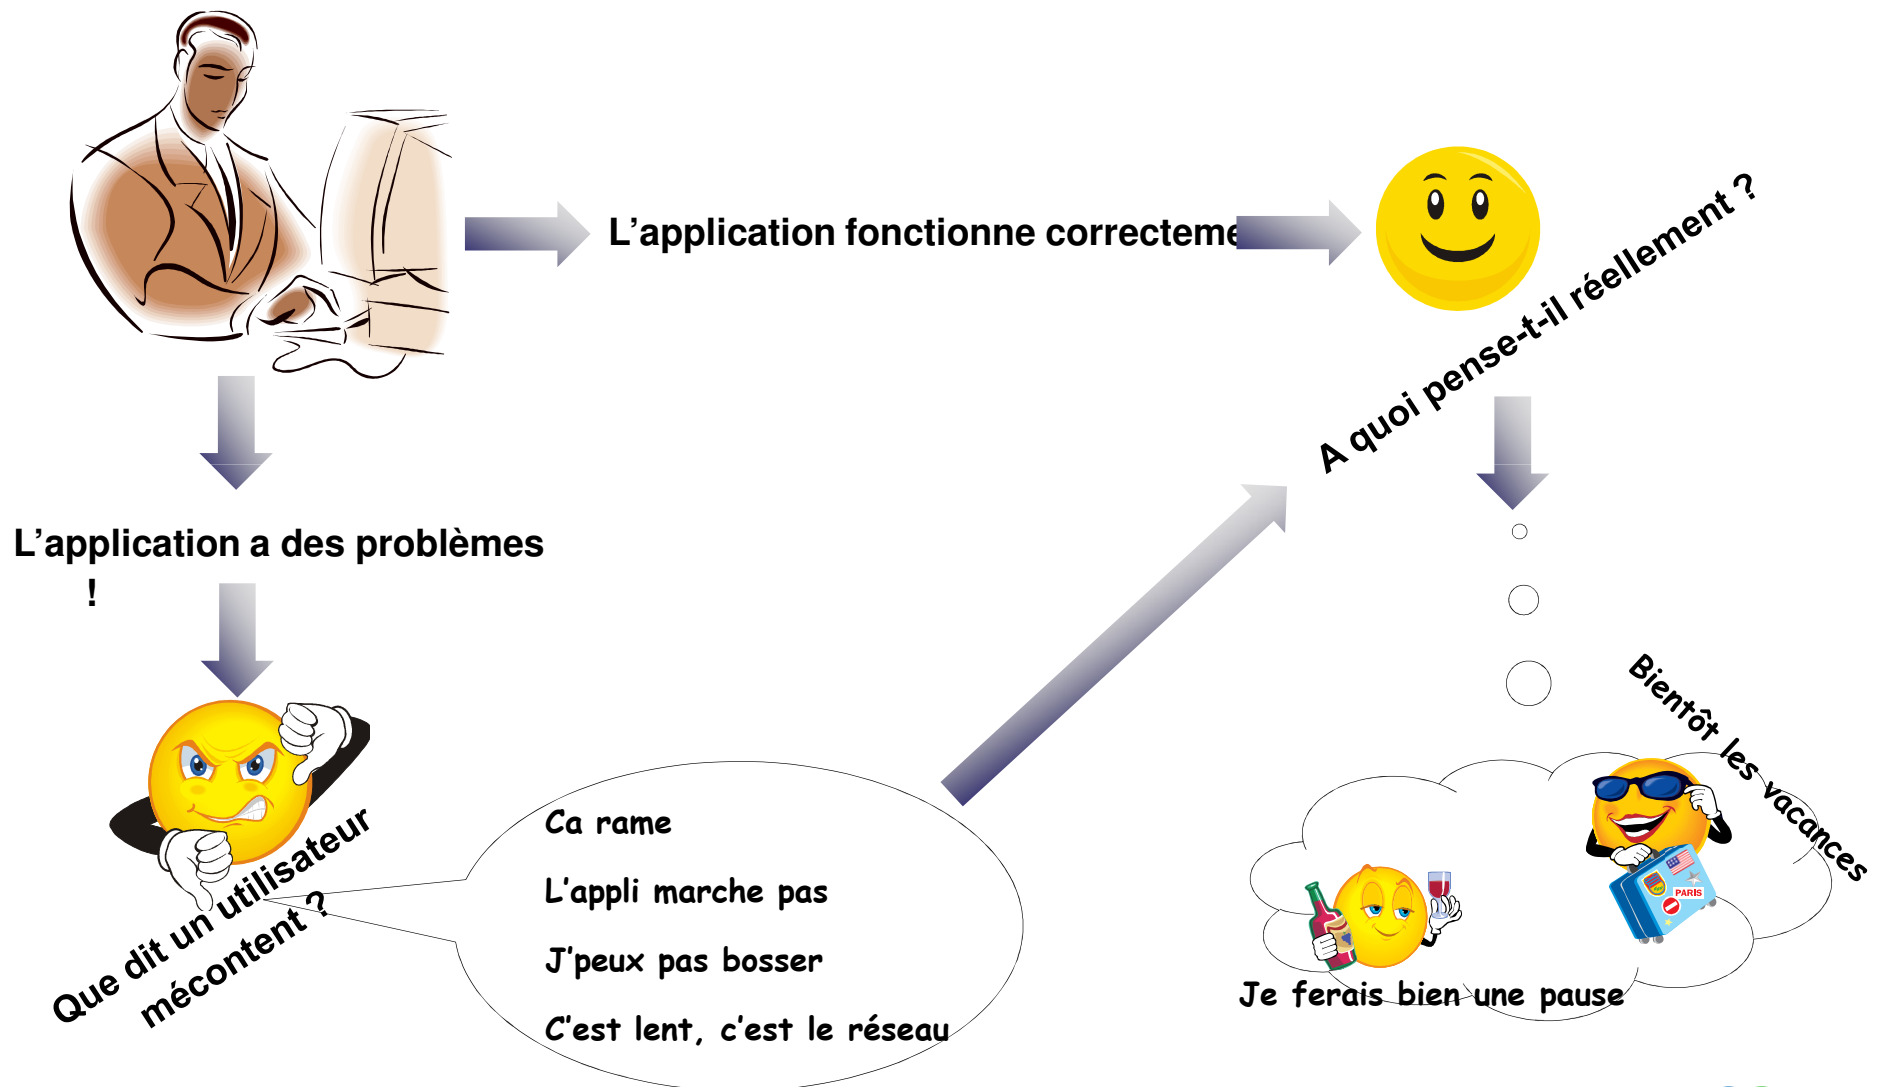 L’application fonctionne correcteme
A quoi pense-t-il réellement ?
L’application a des problèmes
!
Que dit un utilisateur
mécontent ?
Ca rame
L’appli marche pas
J’peux pas bosser
C’est lent, c’est le réseau
Bientôt les vacances
PARIS
Je ferais bien une pause